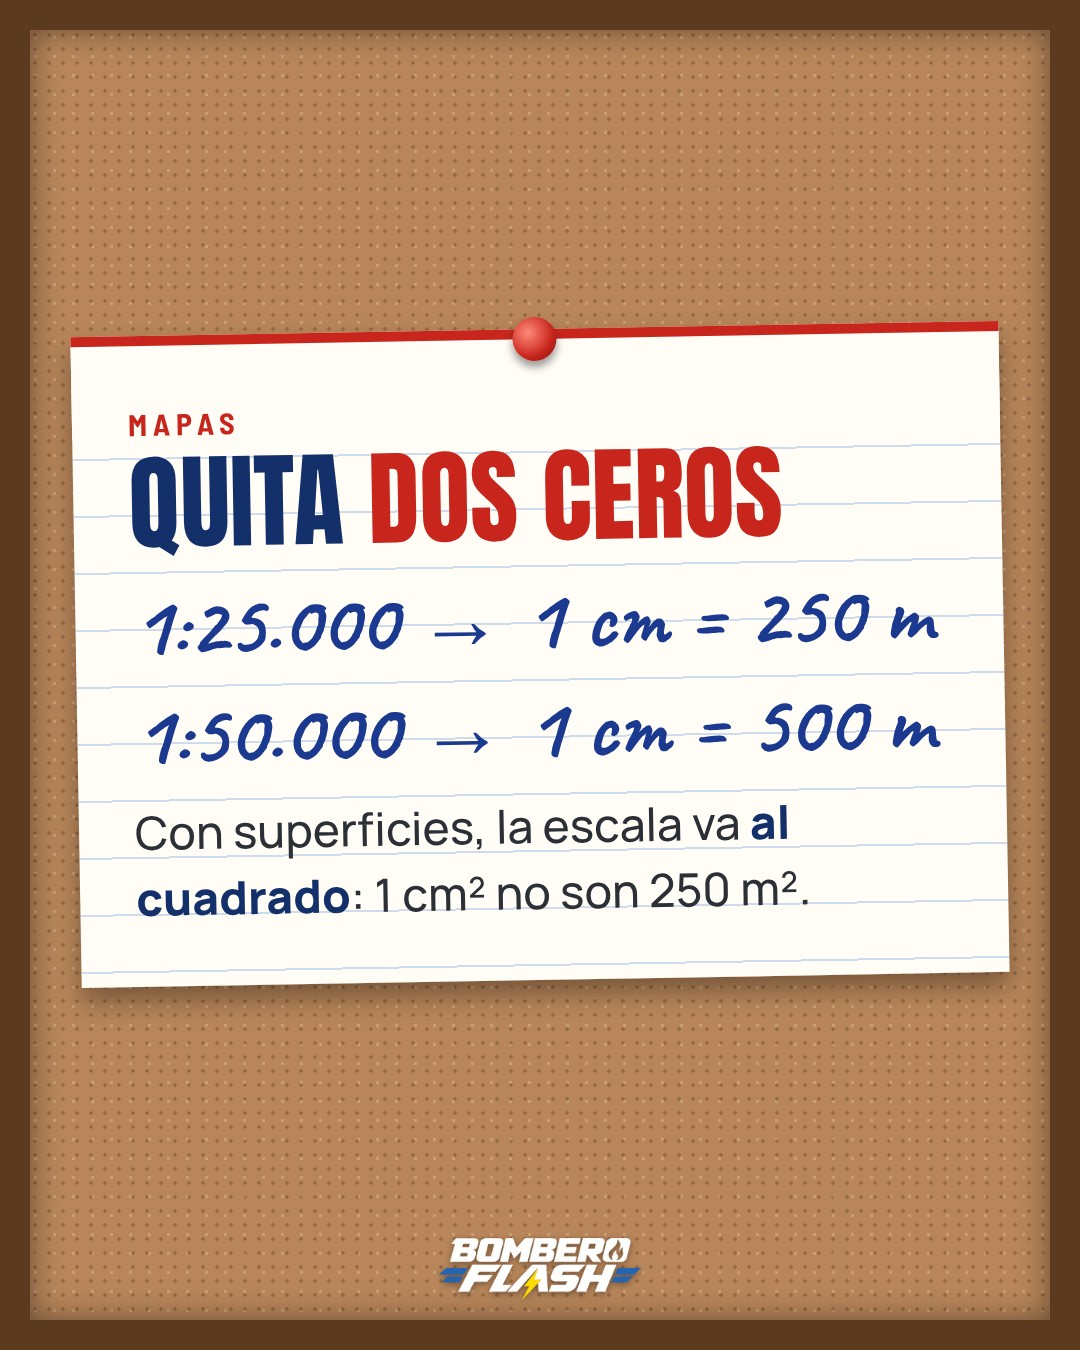 MAPAS
QUITA DOS CEROS
1:25.000 → 1 cm = 250 m
1:50.000 → 1 cm = 500 m
Con superficies, la escala va al
cuadrado: 1 cm² no son 250 m².
BOMBERO
FLASH